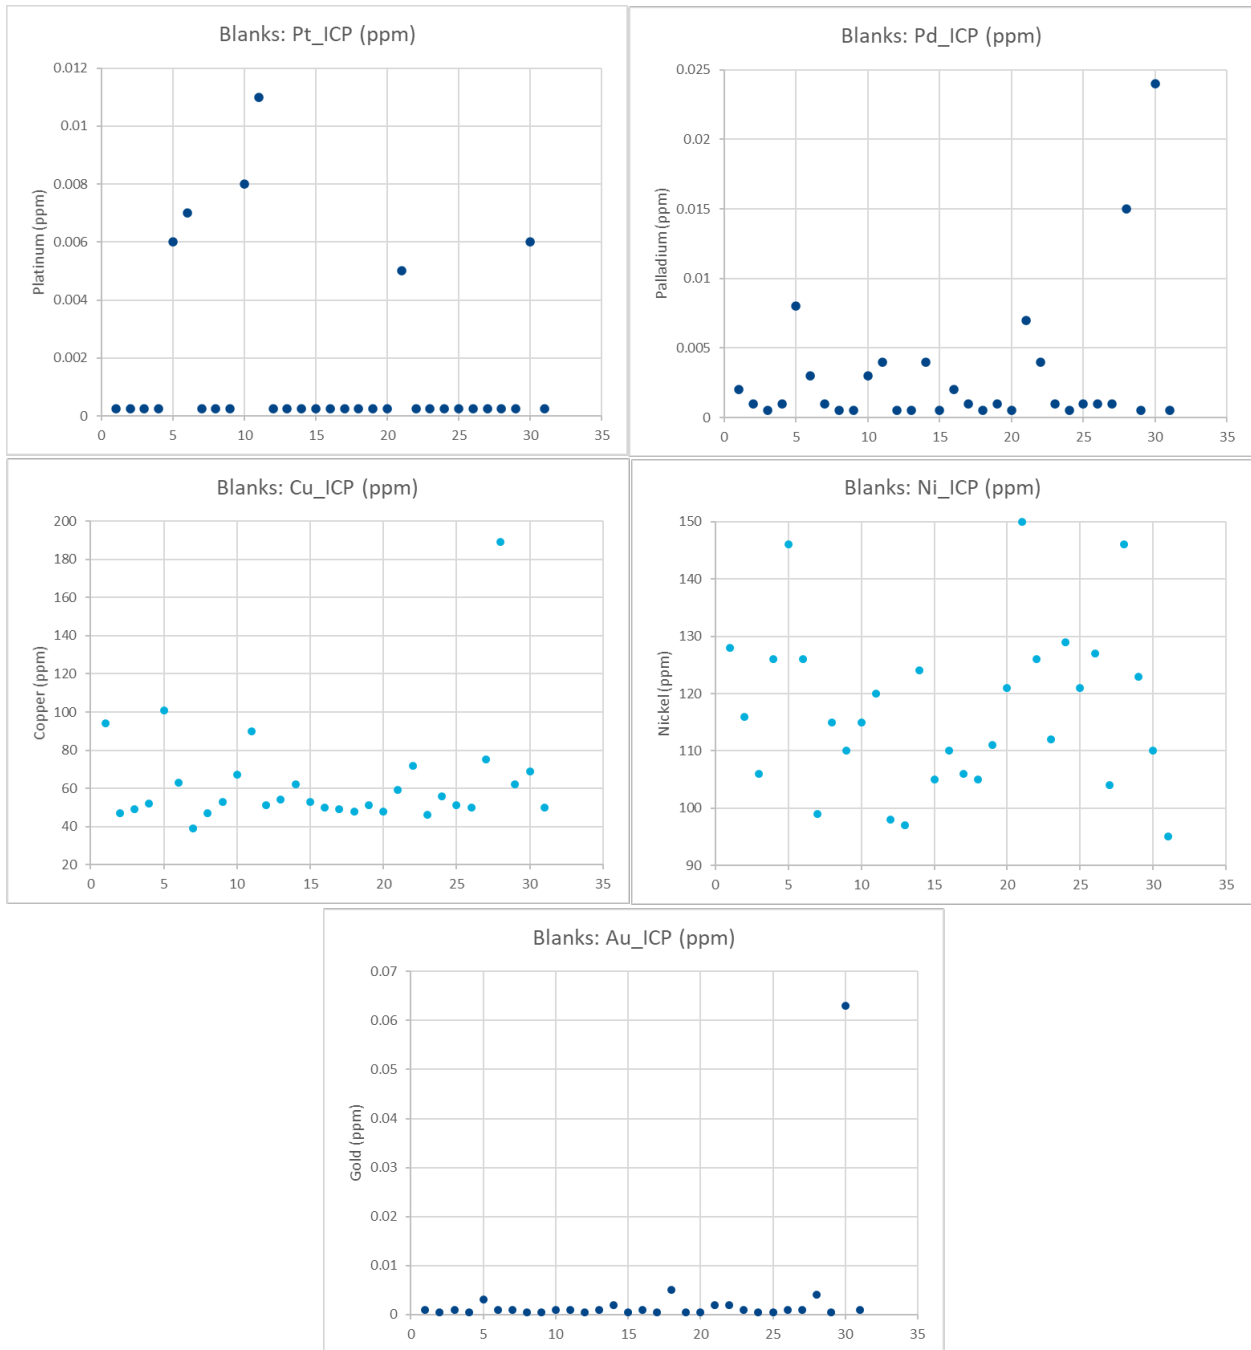 Blanks: Pt_ICP (ppm)
Platinum (ppm)
0.012
0.01
0.008
0.006
0.004
0.002
0
0 5 10 15 20 25 30 35
Blanks: Pd_ICP (ppm)
Palladium (ppm)
0.025
0.02
0.015
0.01
0.005
0
0 5 10 15 20 25 30 35
Blanks: Cu_ICP (ppm)
Copper (ppm)
200
180
160
140
120
100
80
60
40
20
0 5 10 15 20 25 30 35
Blanks: Ni_ICP (ppm)
Nickel (ppm)
150
140
130
120
110
100
90
0 5 10 15 20 25 30 35
Blanks: Au_ICP (ppm)
Gold (ppm)
0.07
0.06
0.05
0.04
0.03
0.02
0.01
0
0 5 10 15 20 25 30 35